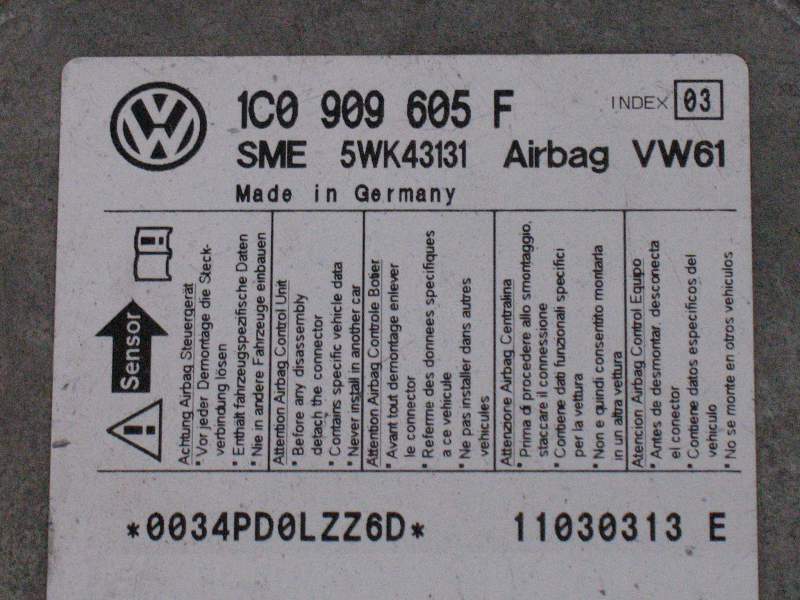 1C0 909 605 F
INDEX 03
SME 5WK43131 Airbag VW61
Made in Germany
Sensor
Achtung Airbag Steuergerät
* Vor jeder Demontage die Steck-
verbindung lösen
* Enthält fahrzeugspezifische Daten
* Nie in andere Fahrzeuge einbauen
Attention Airbag Control Unit
* Before any disassembly
detach the connector
* Contains specific vehicle data
* Never install in another car
Attention Airbag Controle Botier
* Avant tout demontage enlever
le connector
* Referme des donnees specifiques
a ce vehicule
* Ne pas installer dans autres
vehicules
Attenzione Airbag Centralina
* Prima di procedere allo smontaggio,
staccare il connessione
* Contiene dati funzionali specifici
per la vettura
* Non e quindi consentito montarla
in un altra vettura
Atencion Airbag Control Equipo
* Antes de desmontar, desconecta
el conector
* Contiene datos específicos del
vehiculo
* No se monte en otros vehiculos
*0034PD0LZZ6D*
11030313 E